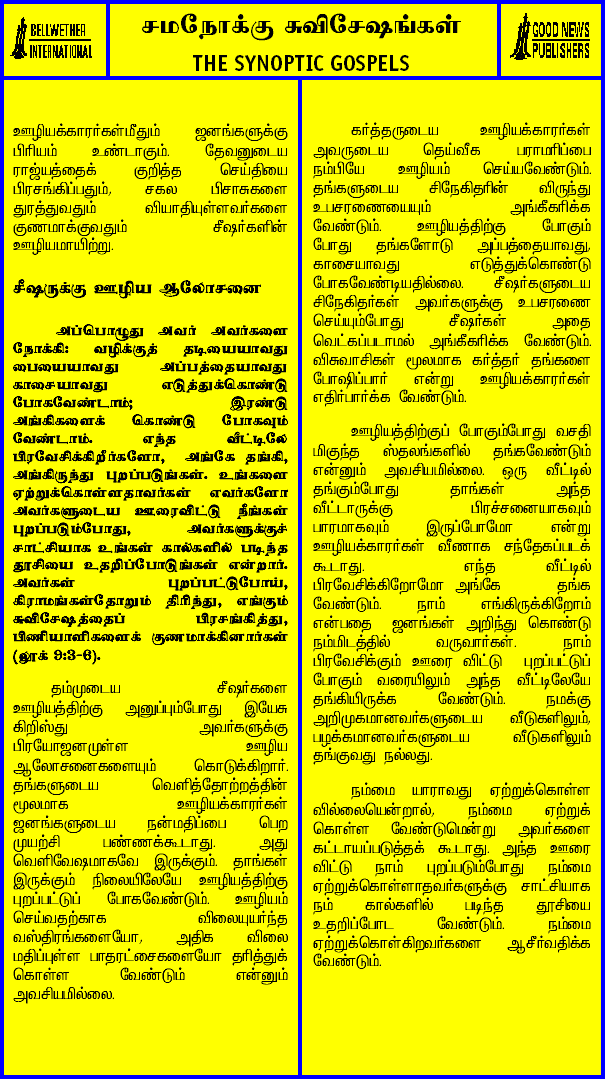 BELLWETHER
INTERNATIONAL
சமநோக்கு சுவிசேஷங்கள்
THE SYNOPTIC GOSPELS
GOOD NEWS
PUBLISHERS
ஊழியக்காரர்கள்மீதும் ஜனங்களுக்கு
பிரியம் உண்டாகும். தேவனுடைய
ராஜ்யத்தைக் குறித்த செய்தியை
பிரசங்கிப்பதும், சகல பிசாசுகளை
துரத்துவதும் வியாதியுள்ளவர்களை
குணமாக்குவதும் சீஷர்களின்
ஊழியமாயிற்று.
சீஷருக்கு ஊழிய ஆலோசனை
அப்பொழுது அவர் அவர்களை
நோக்கி: வழிக்குத் தடியையாவது
பையையாவது அப்பத்தையாவது
காசையாவது எடுத்துக்கொண்டு
போகவேண்டாம்; இரண்டு
அங்கிகளைக் கொண்டு போகவும்
வேண்டாம். எந்த வீட்டிலே
பிரவேசிக்கிறீர்களோ, அங்கே தங்கி,
அங்கிருந்து புறப்படுங்கள். உங்களை
ஏற்றுக்கொள்ளதாவர்கள் எவர்களோ
அவர்களுடைய ஊரைவிட்டு நீங்கள்
புறப்படும்போது, அவர்களுக்குச்
சாட்சியாக உங்கள் கால்களில் படிந்த
தூசியை உதறிப்போடுங்கள் என்றார்.
அவர்கள் புறப்பட்டுபோய்,
கிராமங்கள்தோறும் திரிந்து, எங்கும்
சுவிசேஷத்தைப் பிரசங்கித்து,
பிணியாளிகளைக் குணமாக்கினார்கள்
(லூக் 9:3-6).
தம்முடைய சீஷர்களை
ஊழியத்திற்கு அனுப்பும்போது இயேசு
கிறிஸ்து அவர்களுக்கு
பிரயோஜனமுள்ள ஊழிய
ஆலோசனைகளையும் கொடுக்கிறார்.
தங்களுடைய வெளித்தோற்றத்தின்
மூலமாக ஊழியக்காரர்கள்
ஜனங்களுடைய நன்மதிப்பை பெற
முயற்சி பண்ணக்கூடாது. அது
வெளிவேஷமாகவே இருக்கும். தாங்கள்
இருக்கும் நிலையிலேயே ஊழியத்திற்கு
புறப்பட்டுப் போகவேண்டும். ஊழியம்
செய்வதற்காக விலையுயர்ந்த
வஸ்திரங்களையோ, அதிக விலை
மதிப்புள்ள பாதரட்சைகளையோ தரித்துக்
கொள்ள வேண்டும் என்னும்
அவசியமில்லை.
கர்த்தருடைய ஊழியக்காரர்கள்
அவருடைய தெய்வீக பராமரிப்பை
நம்பியே ஊழியம் செய்யவேண்டும்.
தங்களுடைய சிநேகிதரின் விருந்து
உபசரணையையும் அங்கீகரிக்க
வேண்டும். ஊழியத்திற்கு போகும்
போது தங்களோடு அப்பத்தையாவது,
காசையாவது எடுத்துக்கொண்டு
போகவேண்டியதில்லை. சீஷர்களுடைய
சிநேகிதர்கள் அவர்களுக்கு உபசரணை
செய்யும்போது சீஷர்கள் அதை
வெட்கப்படாமல் அங்கீகரிக்க வேண்டும்.
விசுவாசிகள் மூலமாக கர்த்தர் தங்களை
போஷிப்பார் என்று ஊழியக்காரர்கள்
எதிர்பார்க்க வேண்டும்.
ஊழியத்திற்குப் போகும்போது வசதி
மிகுந்த ஸ்தலங்களில் தங்கவேண்டும்
என்னும் அவசியமில்லை. ஒரு வீட்டில்
தங்கும்போது தாங்கள் அந்த
வீட்டாருக்கு பிரச்சனையாகவும்
பாரமாகவும் இருப்போமோ என்று
ஊழியக்காரர்கள் வீணாக சந்தேகப்படக்
கூடாது. எந்த வீட்டில்
பிரவேசிக்கிறோமோ அங்கே தங்க
வேண்டும். நாம் எங்கிருக்கிறோம்
என்பதை ஜனங்கள் அறிந்து கொண்டு
நம்மிடத்தில் வருவார்கள். நாம்
பிரவேசிக்கும் ஊரை விட்டு புறப்பட்டுப்
போகும் வரையிலும் அந்த வீட்டிலேயே
தங்கியிருக்க வேண்டும். நமக்கு
அறிமுகமானவர்களுடைய வீடுகளிலும்,
பழக்கமானவர்களுடைய வீடுகளிலும்
தங்குவது நல்லது.
நம்மை யாராவது ஏற்றுக்கொள்ள
வில்லையென்றால், நம்மை ஏற்றுக்
கொள்ள வேண்டுமென்று அவர்களை
கட்டாயப்படுத்தக் கூடாது. அந்த ஊரை
விட்டு நாம் புறப்படும்போது நம்மை
ஏற்றுக்கொள்ளாதவர்களுக்கு சாட்சியாக
நம் கால்களில் படிந்த தூசியை
உதறிப்போட வேண்டும். நம்மை
ஏற்றுக்கொள்கிறவர்களை ஆசீர்வதிக்க
வேண்டும்.